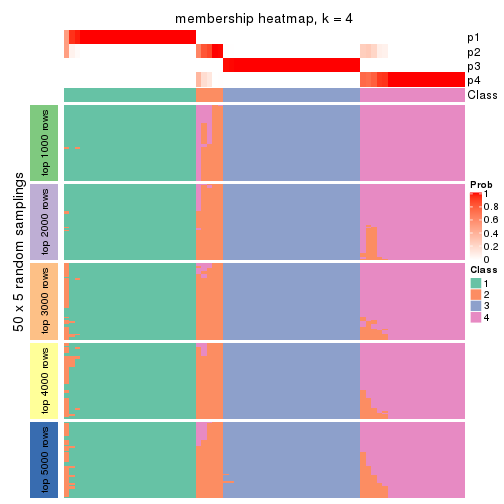 membership heatmap, k = 4
p1
p2
p3
p4
Class
50 x 5 random samplings
top 1000 rows
top 2000 rows
top 3000 rows
top 4000 rows
top 5000 rows
Prob
1
0.8
0.6
0.4
0.2
0
Class
1
2
3
4